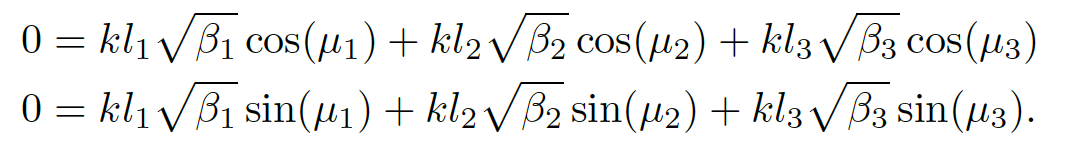 0 = kl₁√β₁ cos(μ₁) + kl₂√β₂ cos(μ₂) + kl₃√β₃ cos(μ₃)
0 = kl₁√β₁ sin(μ₁) + kl₂√β₂ sin(μ₂) + kl₃√β₃ sin(μ₃).